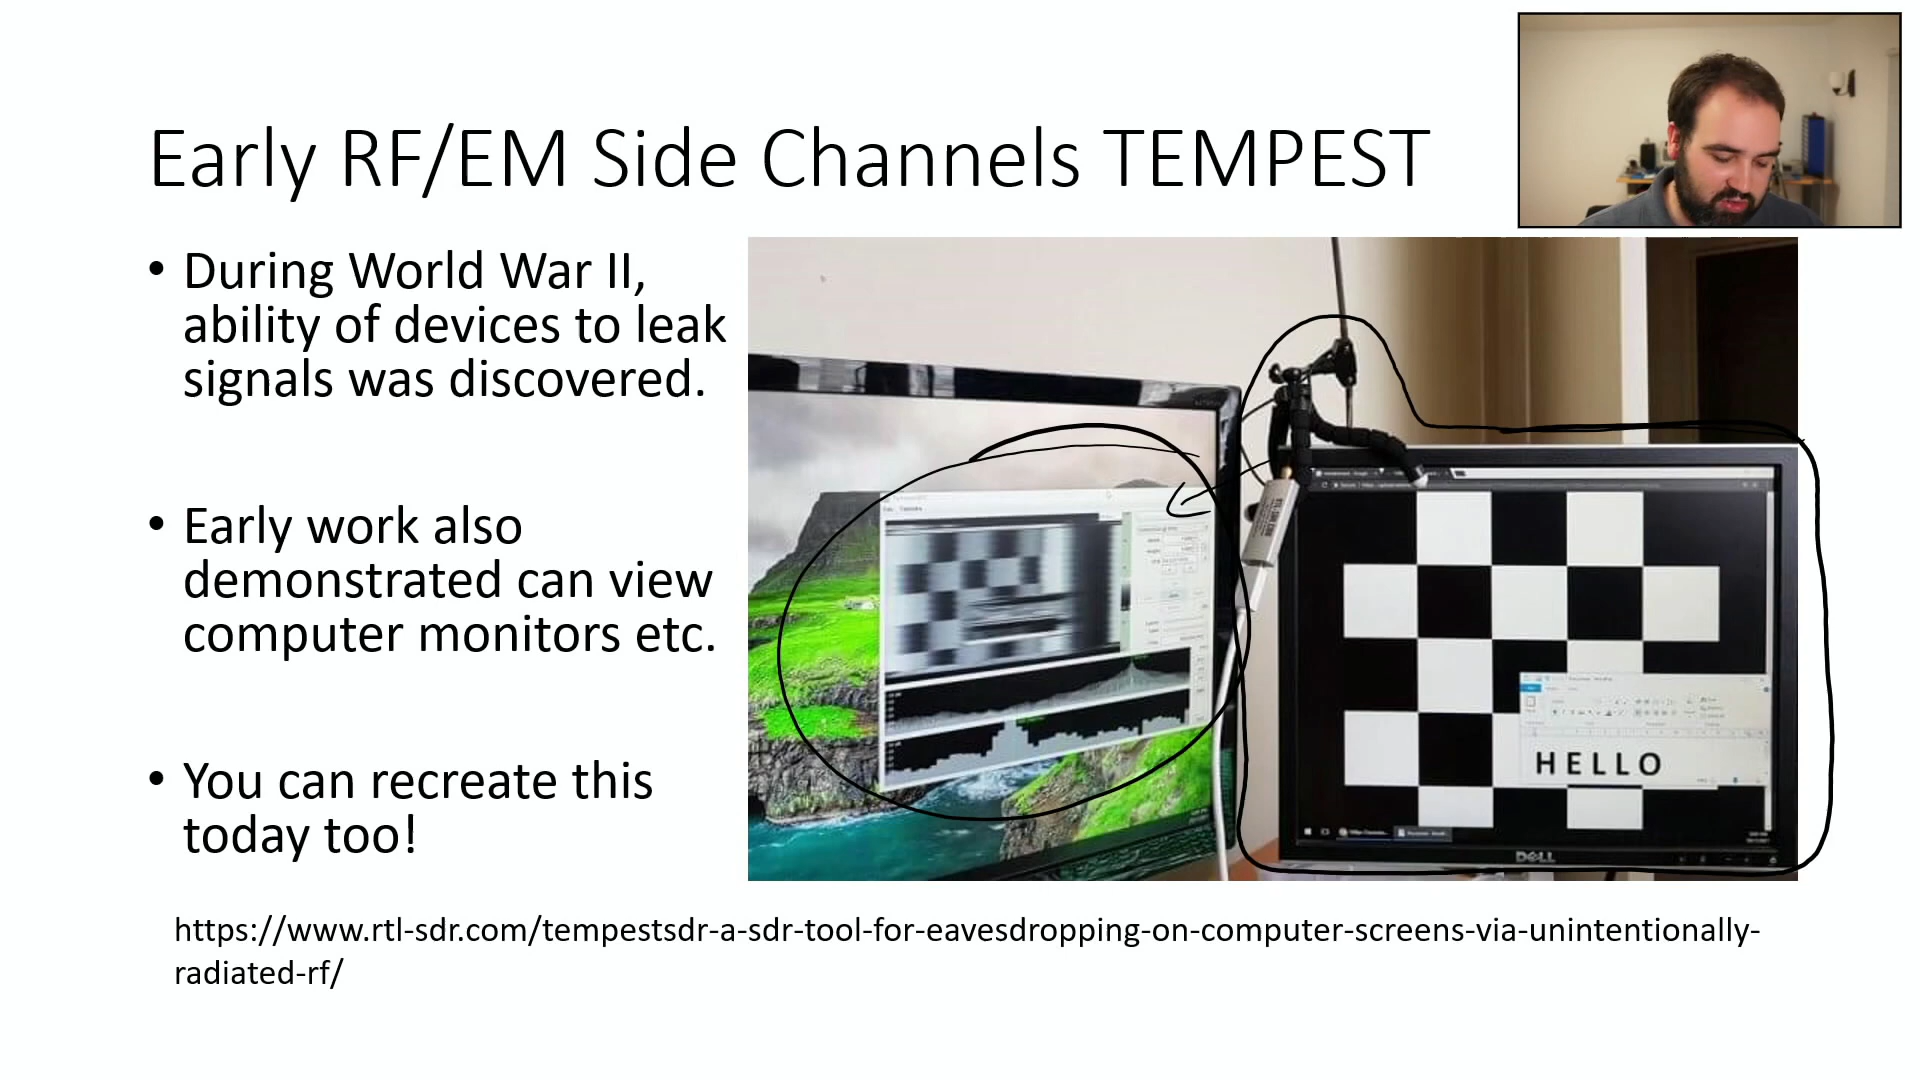 Early RF/EM Side Channels TEMPEST
• During World War II,
ability of devices to leak
signals was discovered.
• Early work also
demonstrated can view
computer monitors etc.
• You can recreate this
today too!
HELLO
DELL
https://www.rtl-sdr.com/tempestsdr-a-sdr-tool-for-eavesdropping-on-computer-screens-via-unintentionally-
radiated-rf/